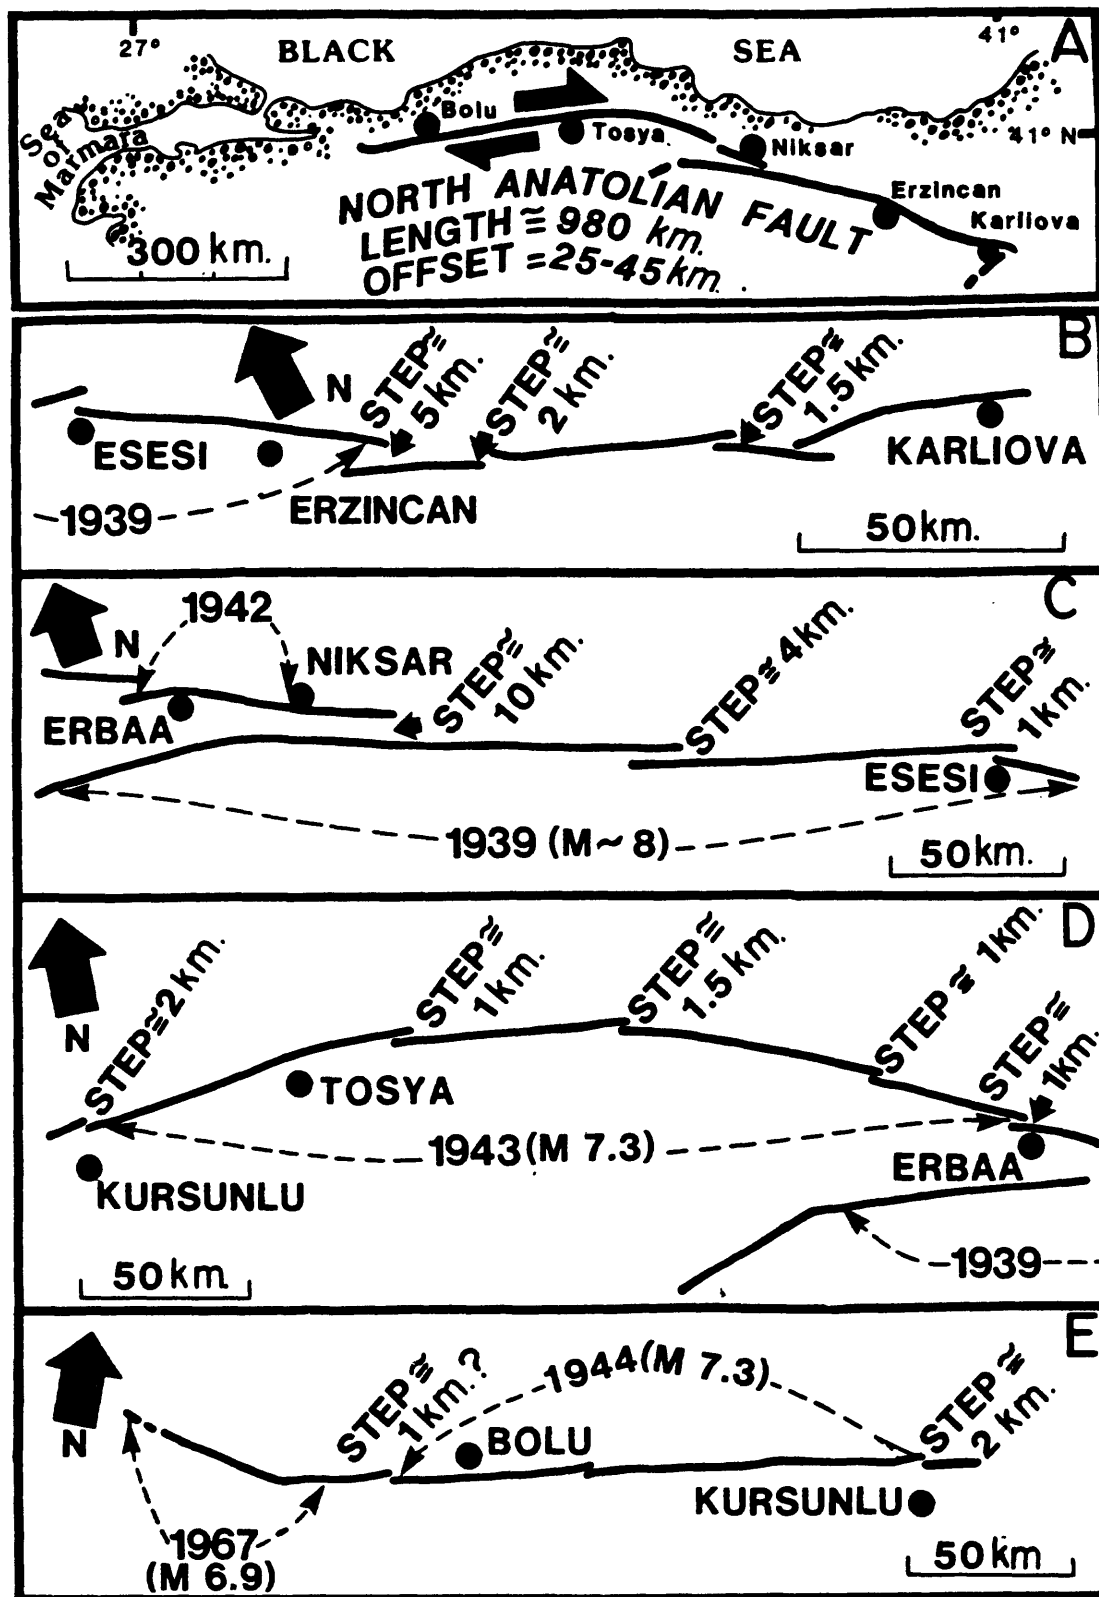 A
27°
BLACK
SEA
41°
41° N
Sea of Marmara
Bolu
Tosya
Niksar
Erzincan
Karliova
NORTH ANATOLIAN FAULT
LENGTH ≅ 980 km.
OFFSET = 25-45 km.
300 km.
B
N
STEP ≅ 5 km.
STEP ≅ 2 km.
STEP ≅ 1.5 km.
ESESI
KARLIOVA
1939
ERZINCAN
50 km.
C
N
1942
NIKSAR
STEP ≅ 10 km.
STEP ≅ 4 km.
STEP ≅ 1 km.
ERBAA
ESESI
1939 (M ~ 8)
50 km.
D
N
STEP ≅ 2 km.
STEP ≅ 1 km.
STEP ≅ 1.5 km.
STEP ≅ 1 km.
STEP ≅ 1 km.
TOSYA
1943 (M 7.3)
ERBAA
KURSUNLU
1939
50 km
E
N
STEP ≅ 1 km. ?
1944 (M 7.3)
STEP ≅ 2 km.
BOLU
KURSUNLU
1967
(M 6.9)
50 km